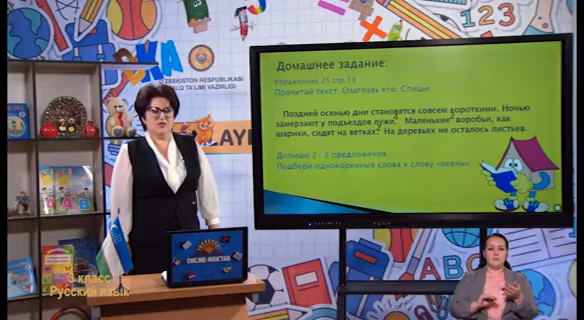 O'ZBEKISTON RESPUBLIKASI
TA'LIMI VAZIRLIGI
Домашнее задание:
Упражнение 25 стр.13
Прочитай текст. Озаглавь его. Спиши.
Поздней осенью дни становятся совсем короткими. Ночью
замерзают у подъездов лужи. Маленькие воробьи, как
шарики, сидят на ветках. На деревьях не осталось листьев.
Допиши 2- 3 предложения.
Подбери однокоренные слова к слову «осень».
ONLINE-MAKTAB
3 класс
Русский язык
123
ABC